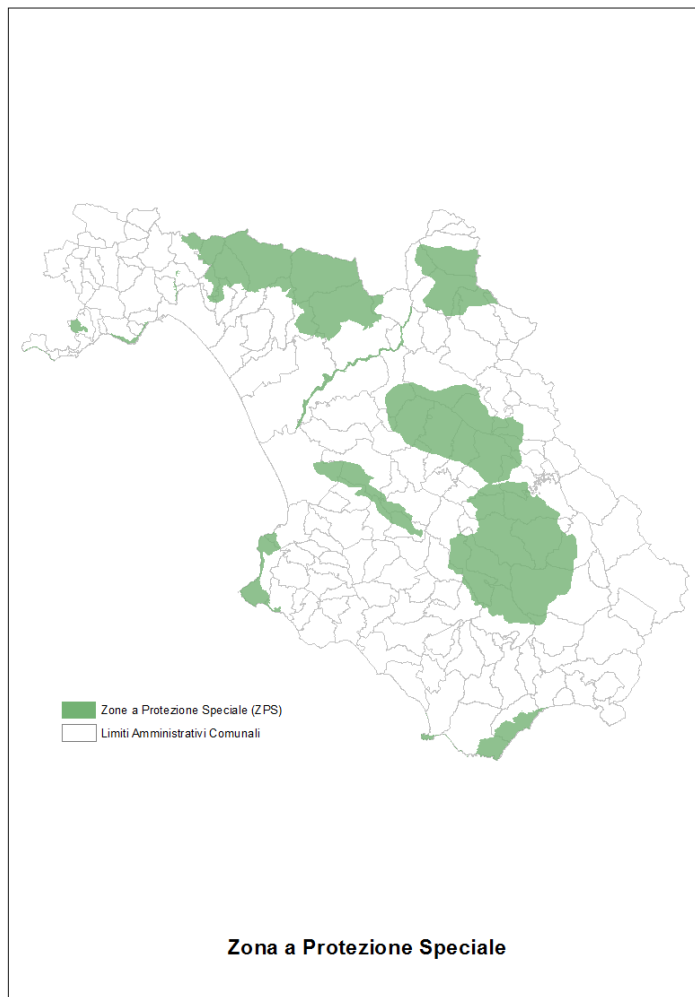 Zone a Protezione Speciale (ZPS)
Limiti Amministrativi Comunali
Zona a Protezione Speciale